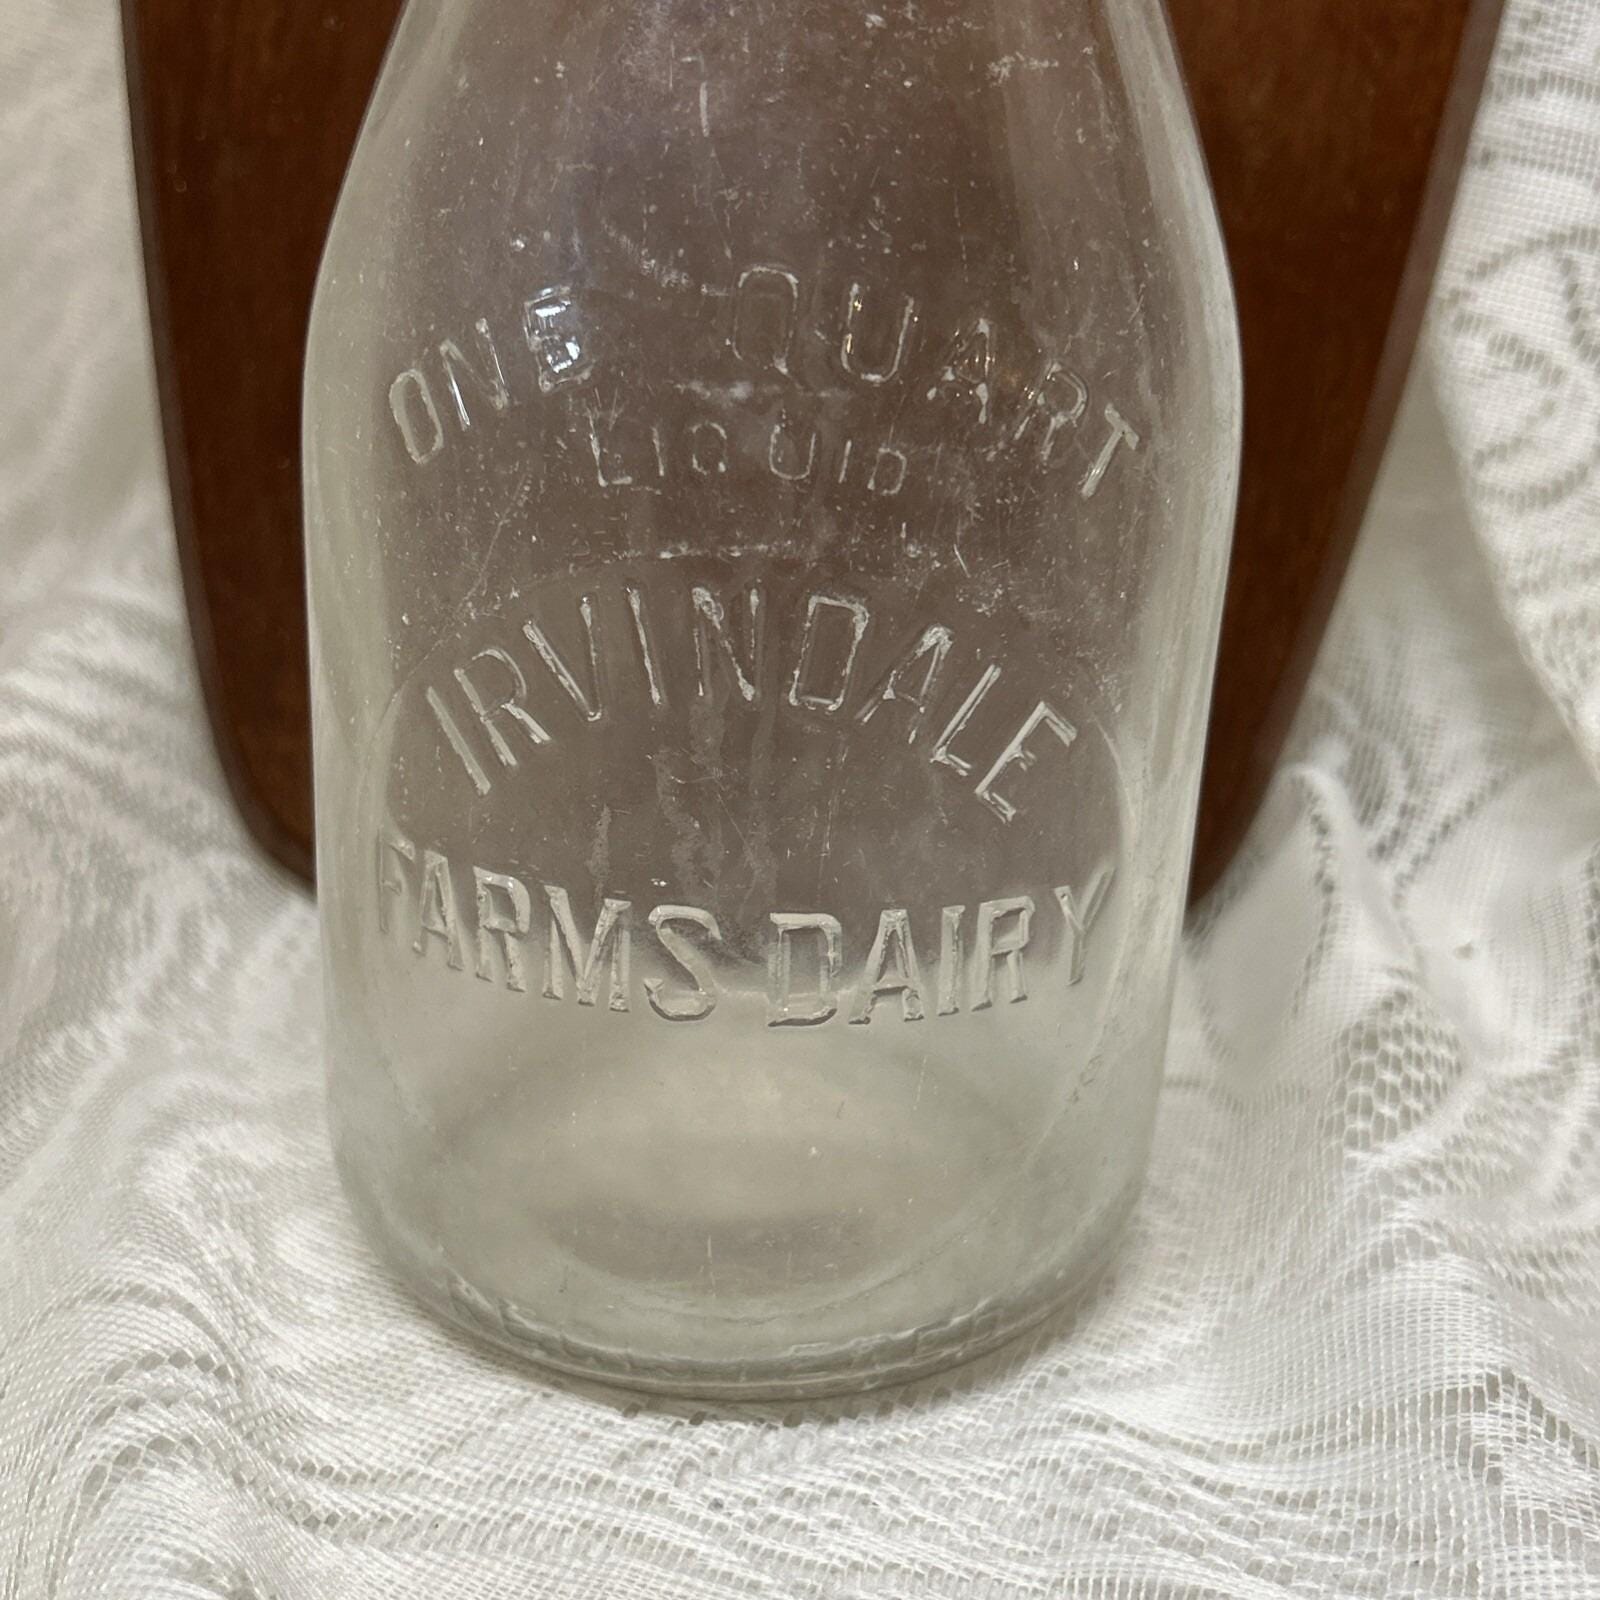 ONE QUART
LIQUID
IRVINDALE
FARMS DAIRY